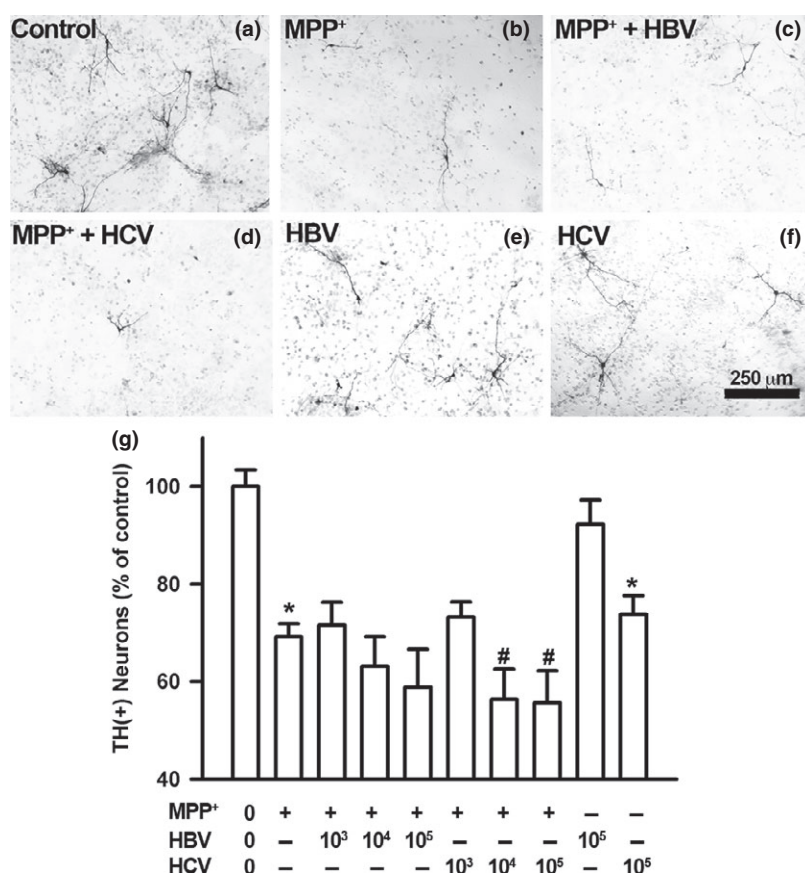 Control (a)
MPP⁺ (b)
MPP⁺ + HBV (c)
MPP⁺ + HCV (d)
HBV (e)
HCV (f)
250 μm
(g)
TH(+) Neurons (% of control)
100
80
60
40
* # # *
MPP⁺ 0 + + + + + + + – –
HBV 0 – 10³ 10⁴ 10⁵ – – – 10⁵ –
HCV 0 – – – – 10³ 10⁴ 10⁵ – 10⁵